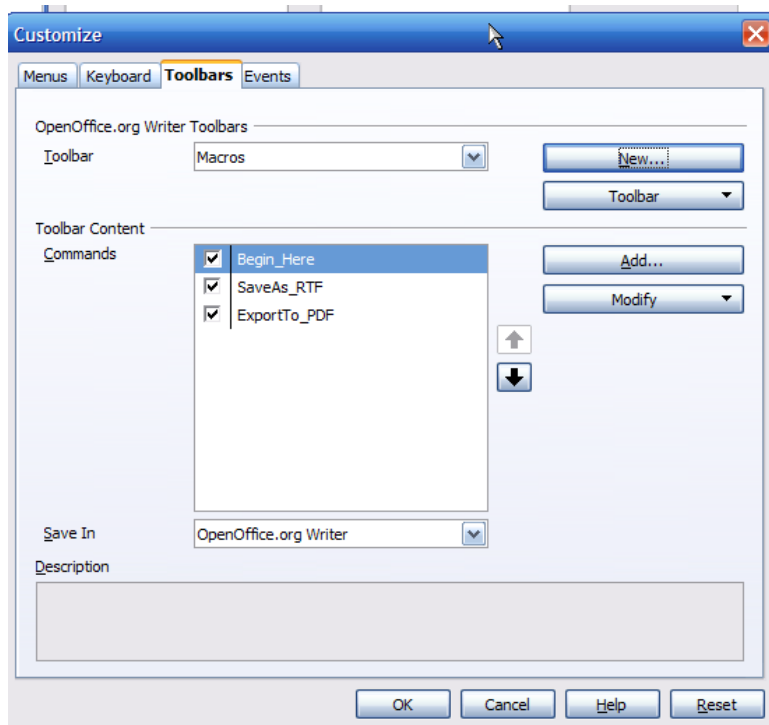 Customize
Menus Keyboard Toolbars Events
OpenOffice.org Writer Toolbars
Toolbar Macros New...
Toolbar
Toolbar Content
Commands Begin_Here Add...
SaveAs_RTF Modify
ExportTo_PDF
Save In OpenOffice.org Writer
Description
OK Cancel Help Reset